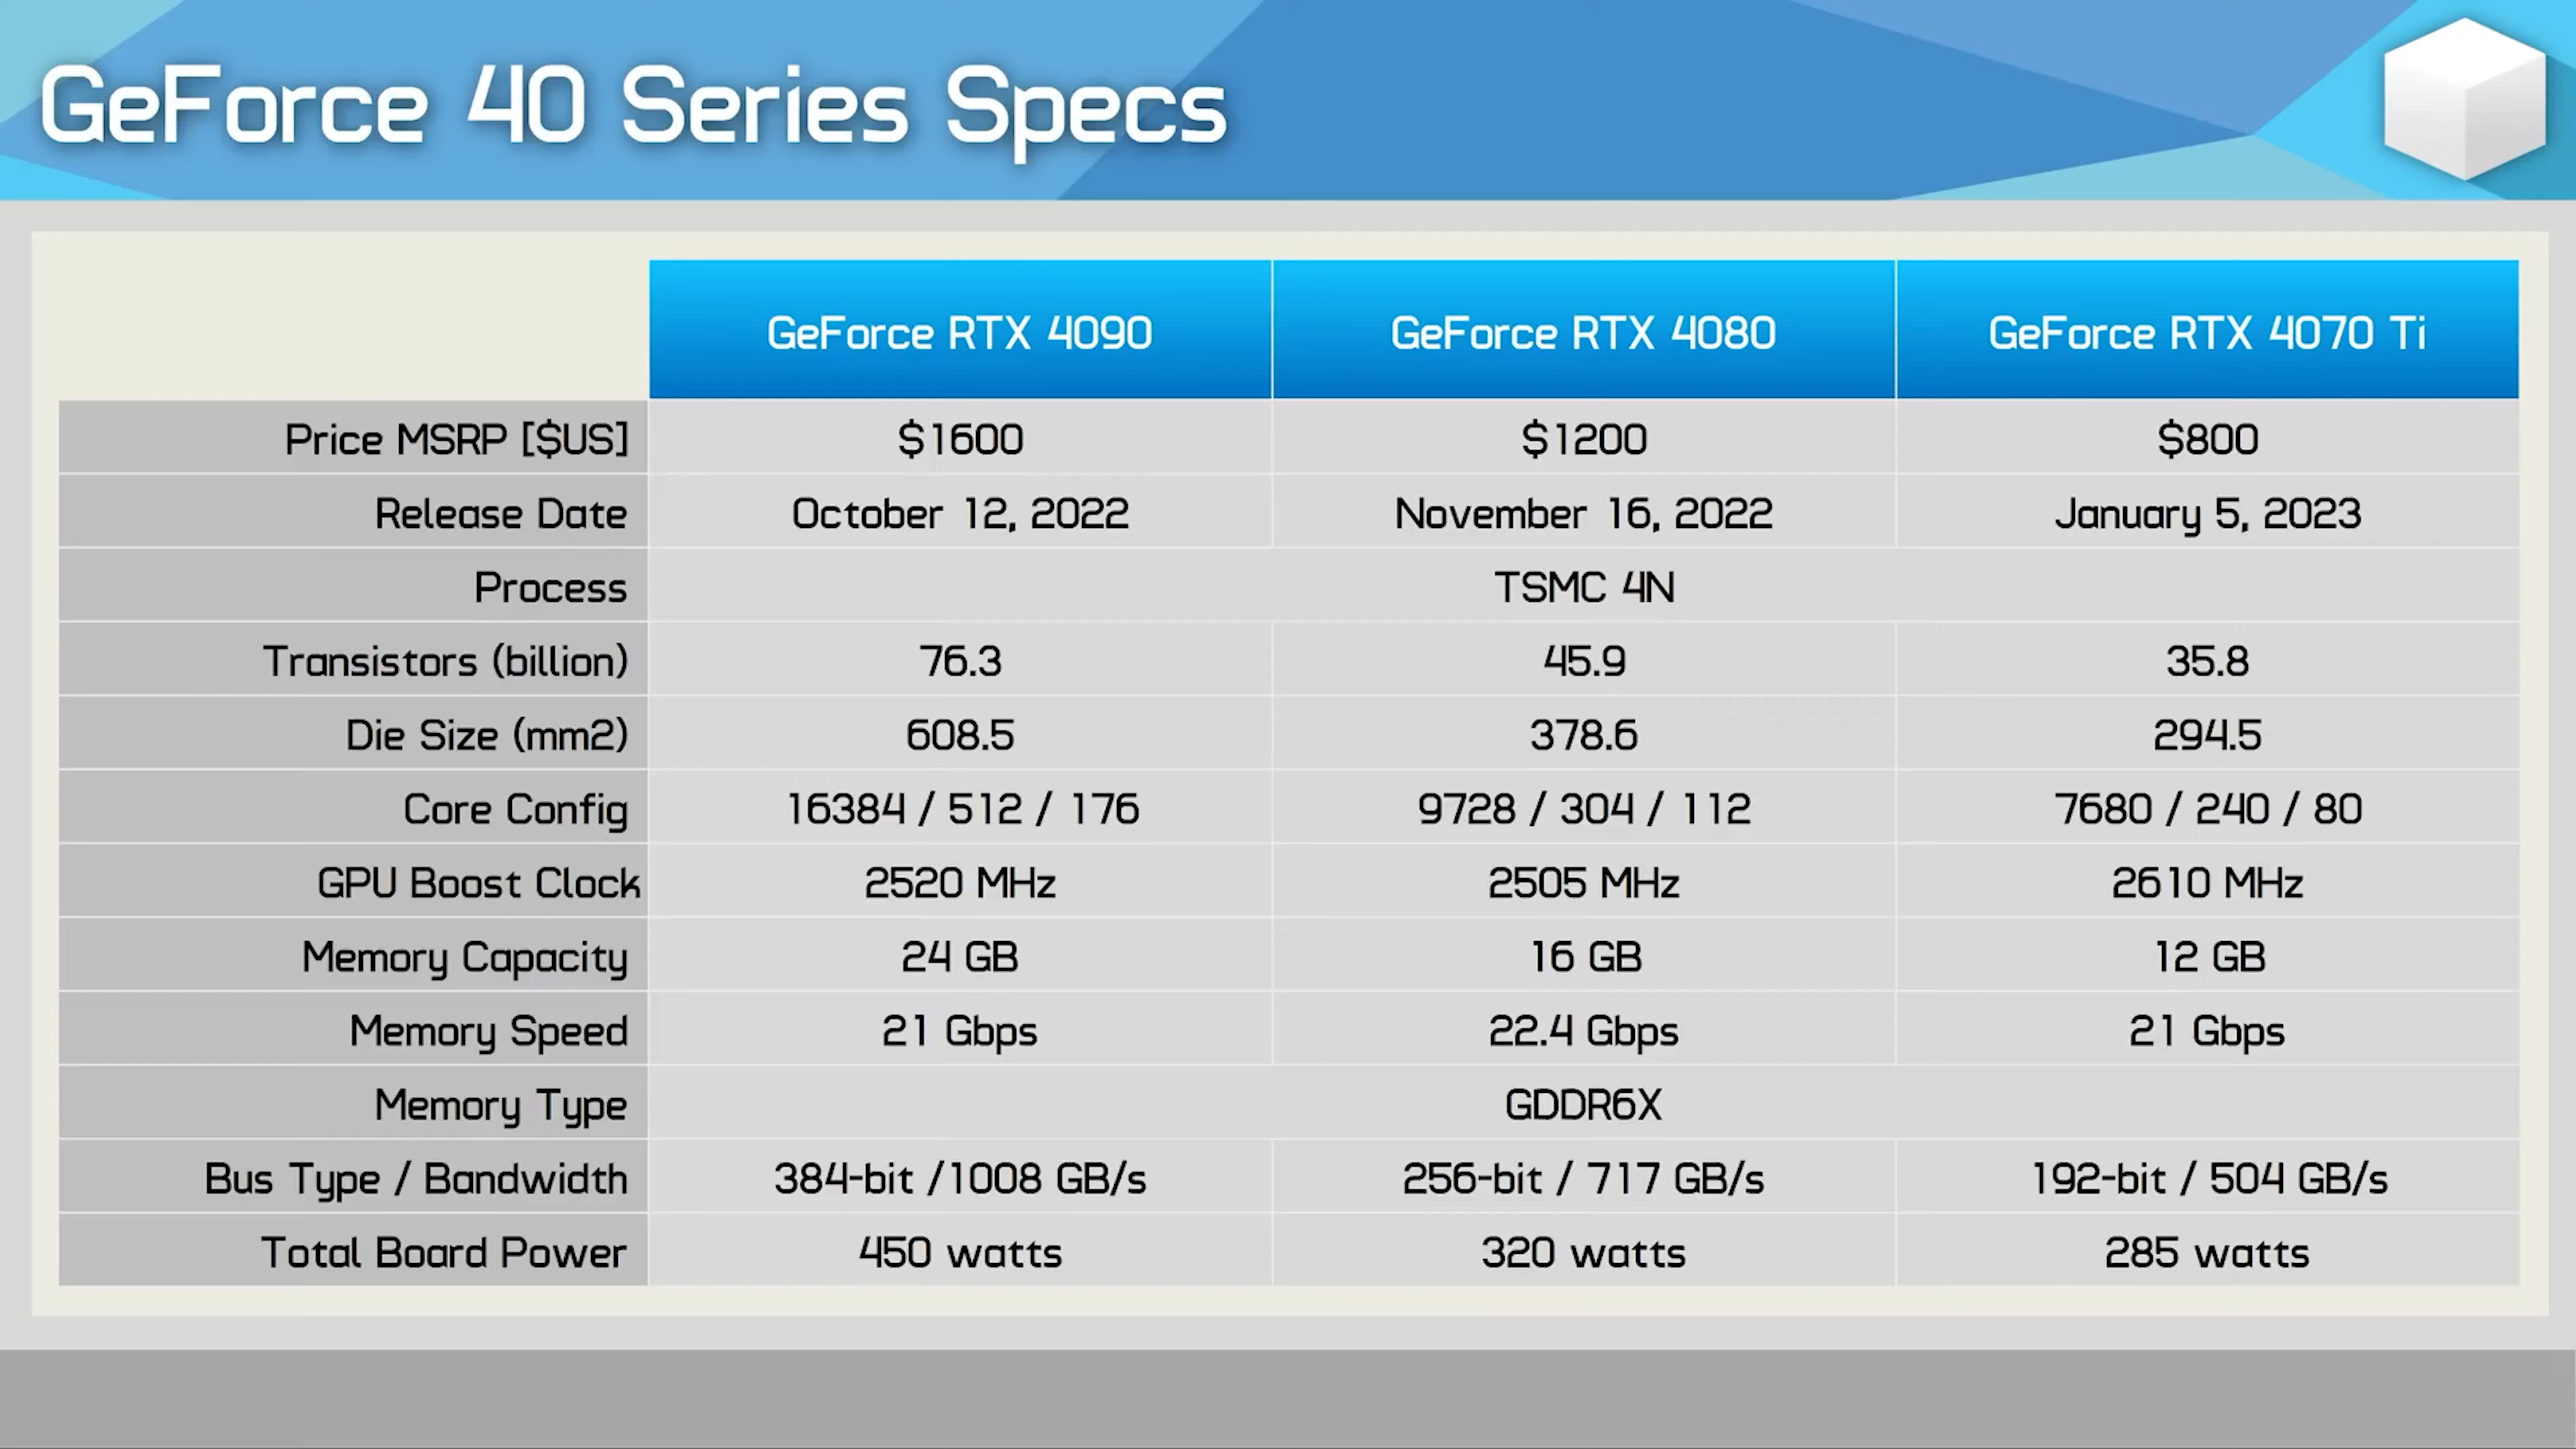 GeForce 40 Series Specs
GeForce RTX 4090 GeForce RTX 4080 GeForce RTX 4070 Ti
Price MSRP [$US] $1600 $1200 $800
Release Date October 12, 2022 November 16, 2022 January 5, 2023
Process TSMC 4N
Transistors (billion) 76.3 45.9 35.8
Die Size (mm2) 608.5 378.6 294.5
Core Config 16384 / 512 / 176 9728 / 304 / 112 7680 / 240 / 80
GPU Boost Clock 2520 MHz 2505 MHz 2610 MHz
Memory Capacity 24 GB 16 GB 12 GB
Memory Speed 21 Gbps 22.4 Gbps 21 Gbps
Memory Type GDDR6X
Bus Type / Bandwidth 384-bit /1008 GB/s 256-bit / 717 GB/s 192-bit / 504 GB/s
Total Board Power 450 watts 320 watts 285 watts